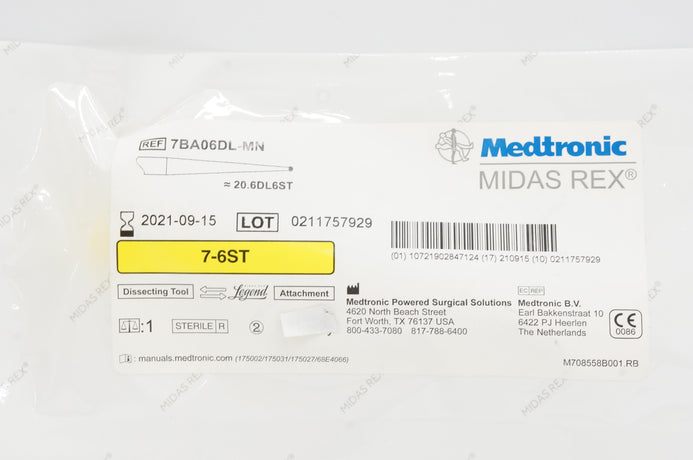 REF 7BA06DL-MN
≈ 20.6DL6ST
Medtronic
MIDAS REX®
2021-09-15 LOT 0211757929
(01) 10721902847124 (17) 210915 (10) 0211757929
7-6ST
Dissecting Tool Legend Attachment
:1 STERILE R 2
Medtronic Powered Surgical Solutions
4620 North Beach Street
Fort Worth, TX 76137 USA
800-433-7080 817-788-6400
EC REP
Medtronic B.V.
Earl Bakkenstraat 10
6422 PJ Heerlen
The Netherlands
CE
0086
: manuals.medtronic.com (175002/175031/175027/68E4066)
M708558B001.RB
MIDAS REX®